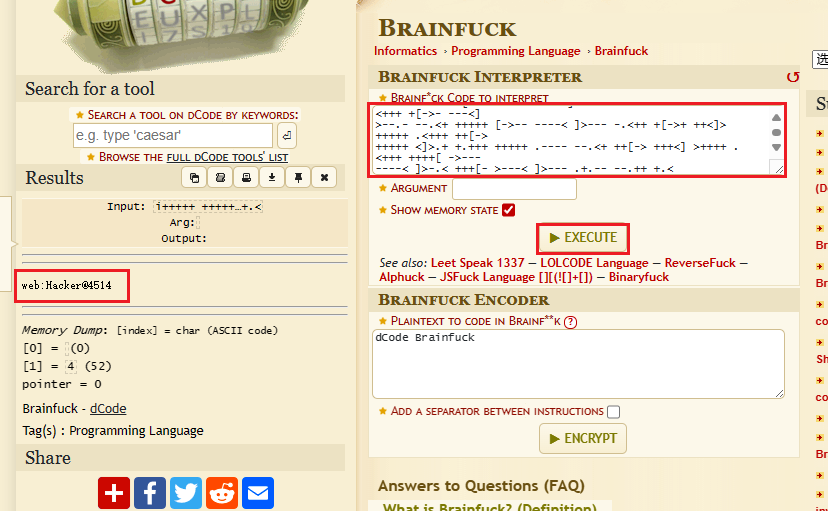 Search for a tool
★ Search a tool on dCode by keywords:
e.g. type 'caesar'
★ Browse the full dCode tools' list
Results
Input: i+++++ +++++…+.<
Arg:
Output:
web:Hacker@4514
Memory Dump: [index] = char (ASCII code)
[0] = (0)
[1] = 4 (52)
pointer = 0
Brainfuck - dCode
Tag(s) : Programming Language
Share
Brainfuck
Informatics › Programming Language › Brainfuck
Brainfuck Interpreter
★ Brainf*ck Code to interpret
<+++ +[->- ---<]
>--.- --.<+ +++++ [->-- ----< ]>--- -.<++ +[->+ ++<]>
+++++ .<+++ ++[->
+++++ <]>.+ +.+++ +++++ .---- --.<+ ++[-> +++<] >++++ .
<+++ ++++[ ->---
----< ]>-.< +++[- >---< ]>--- .+.-- --.++ +.<
★ Argument
★ Show memory state
▶ EXECUTE
See also: Leet Speak 1337 – LOLCODE Language – ReverseFuck –
Alphuck – JSFuck Language [][(![]+[]) – Binaryfuck
Brainfuck Encoder
★ Plaintext to code in Brainf**k ?
dCode Brainfuck
★ Add a separator between instructions
▶ ENCRYPT
Answers to Questions (FAQ)
What is Brainfuck? (Definition)